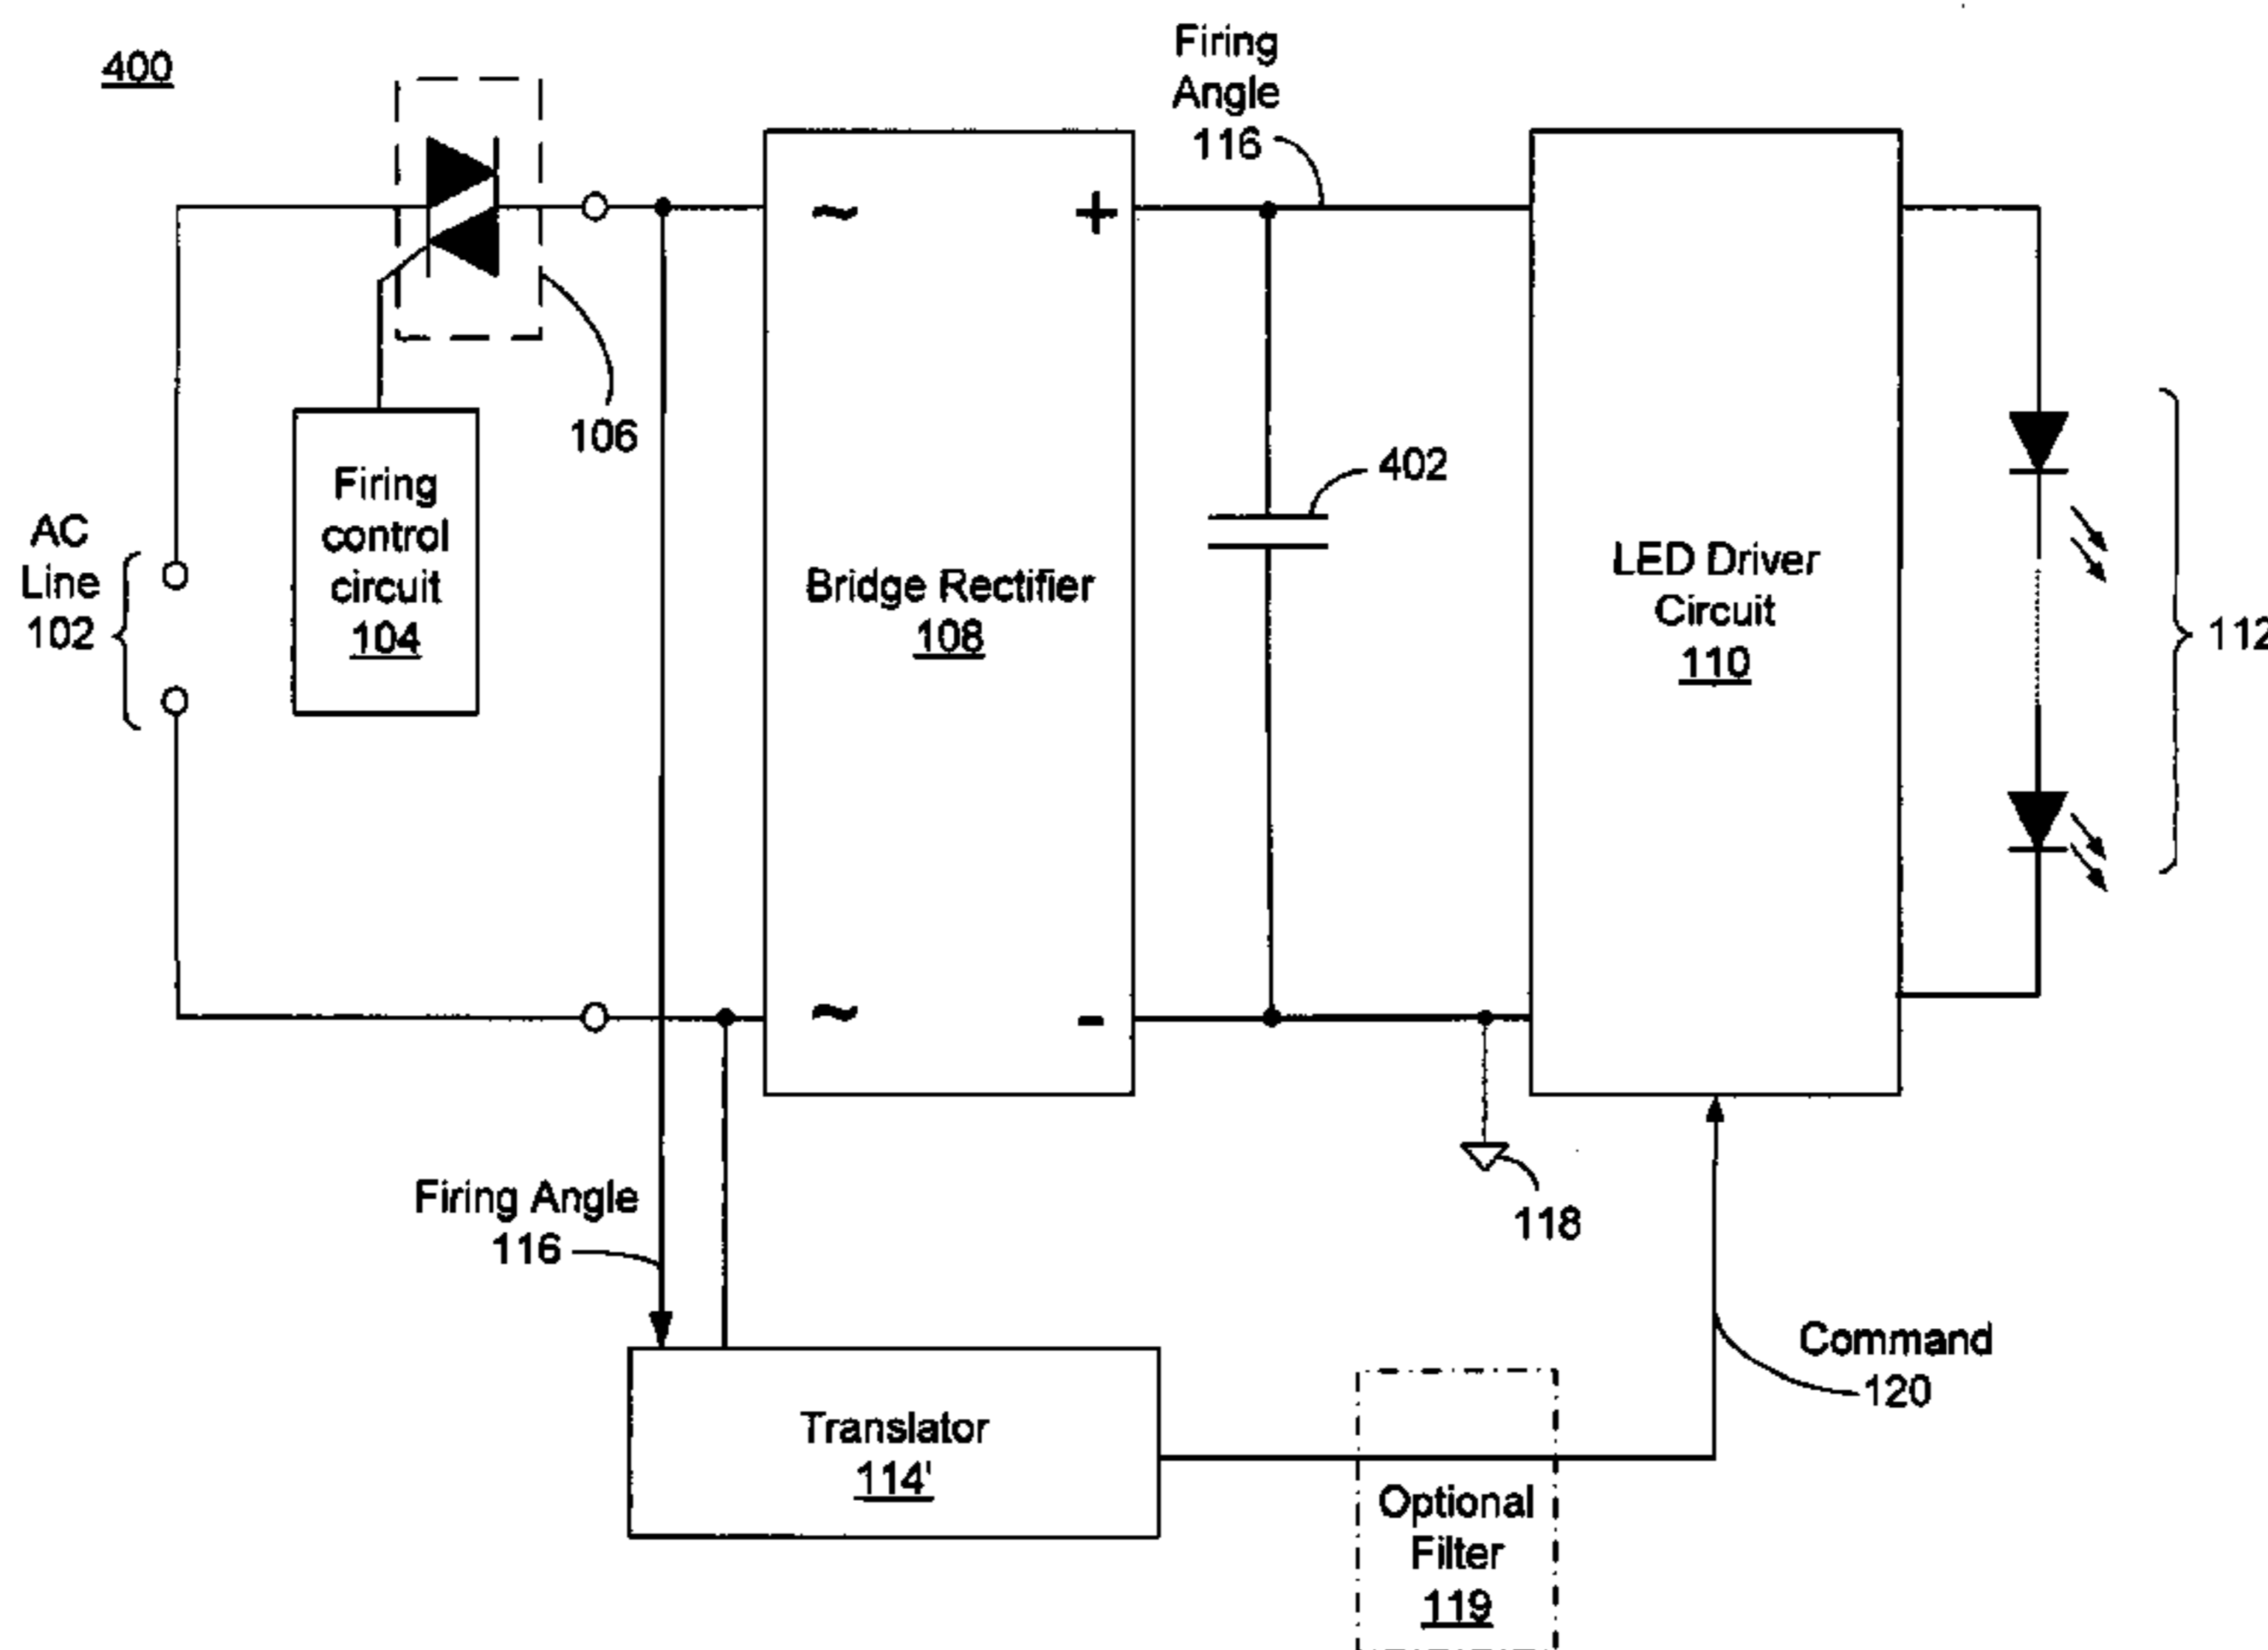 400
Firing
Angle
116
106
Firing
control
circuit
104
AC
Line
102
~
~
+
-
Bridge Rectifier
108
402
LED Driver
Circuit
110
112
Firing Angle
116
118
Command
120
Translator
114'
Optional
Filter
119